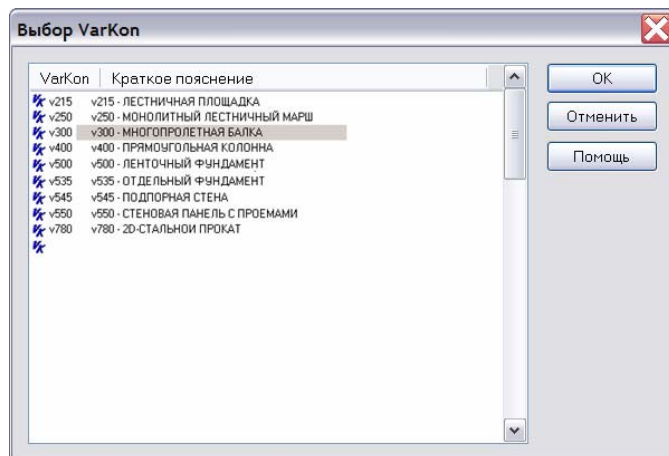 Выбор VarKon
VarKon Краткое пояснение
v215 v215 - ЛЕСТНИЧНАЯ ПЛОЩАДКА
v250 v250 - МОНОЛИТНЫЙ ЛЕСТНИЧНЫЙ МАРШ
v300 v300 - МНОГОПРОЛЕТНАЯ БАЛКА
v400 v400 - ПРЯМОУГОЛЬНАЯ КОЛОННА
v500 v500 - ЛЕНТОЧНЫЙ ФУНДАМЕНТ
v535 v535 - ОТДЕЛЬНЫЙ ФУНДАМЕНТ
v545 v545 - ПОДПОРНАЯ СТЕНА
v550 v550 - СТЕНОВАЯ ПАНЕЛЬ С ПРОЕМАМИ
v780 v780 - 2D-СТАЛЬНОЙ ПРОКАТ
OK
Отменить
Помощь